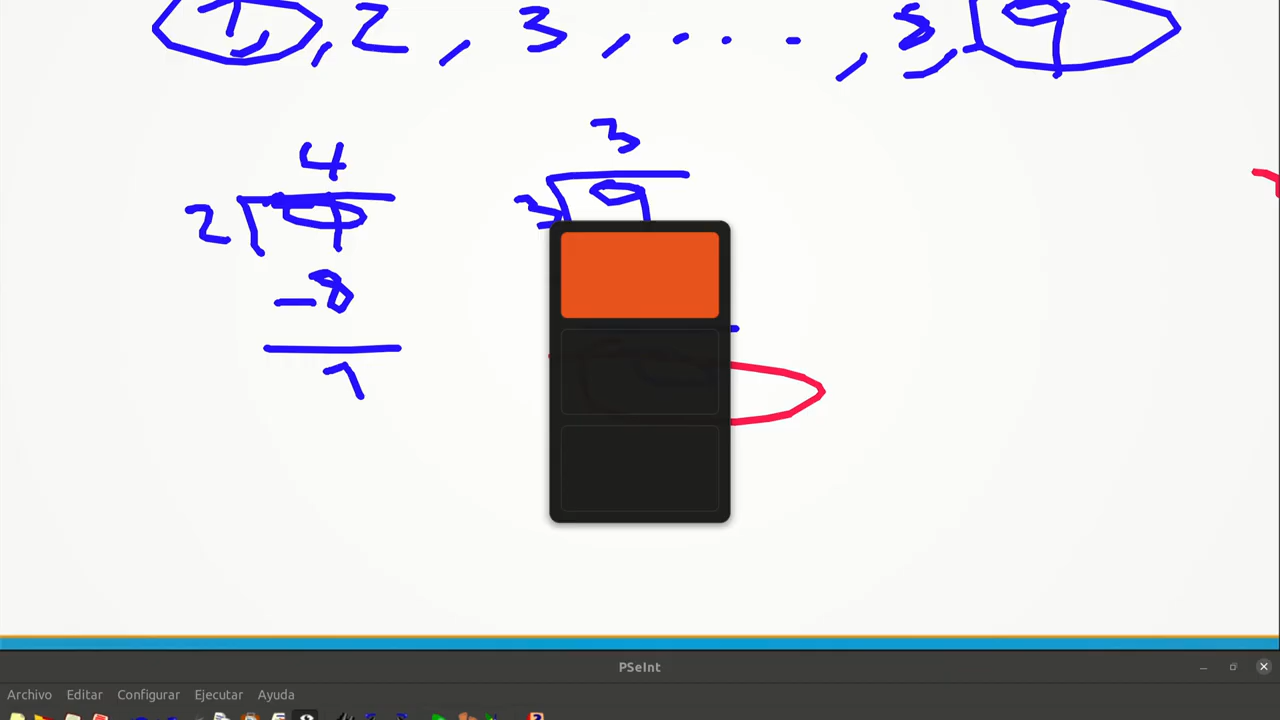 1, 2, 3, . . . , 8, 9
4
2 9
-8
1
3
3 9
PSeInt
Archivo Editar Configurar Ejecutar Ayuda